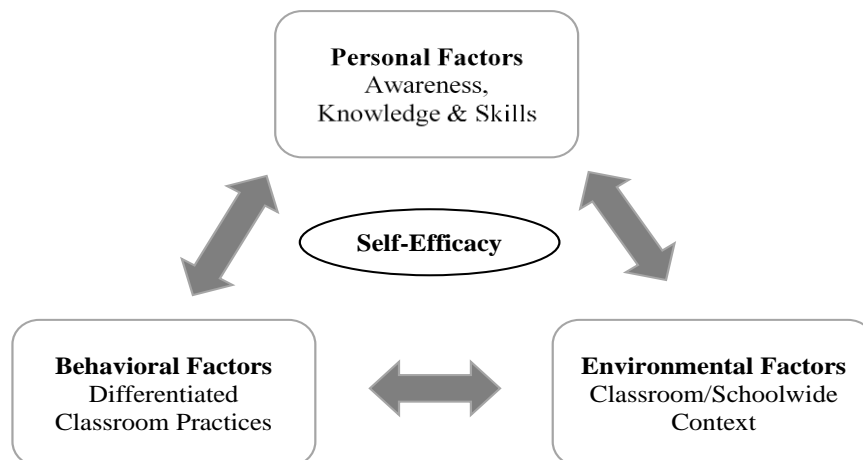 Personal Factors
Awareness,
Knowledge & Skills
Self-Efficacy
Behavioral Factors
Differentiated
Classroom Practices
Environmental Factors
Classroom/Schoolwide
Context